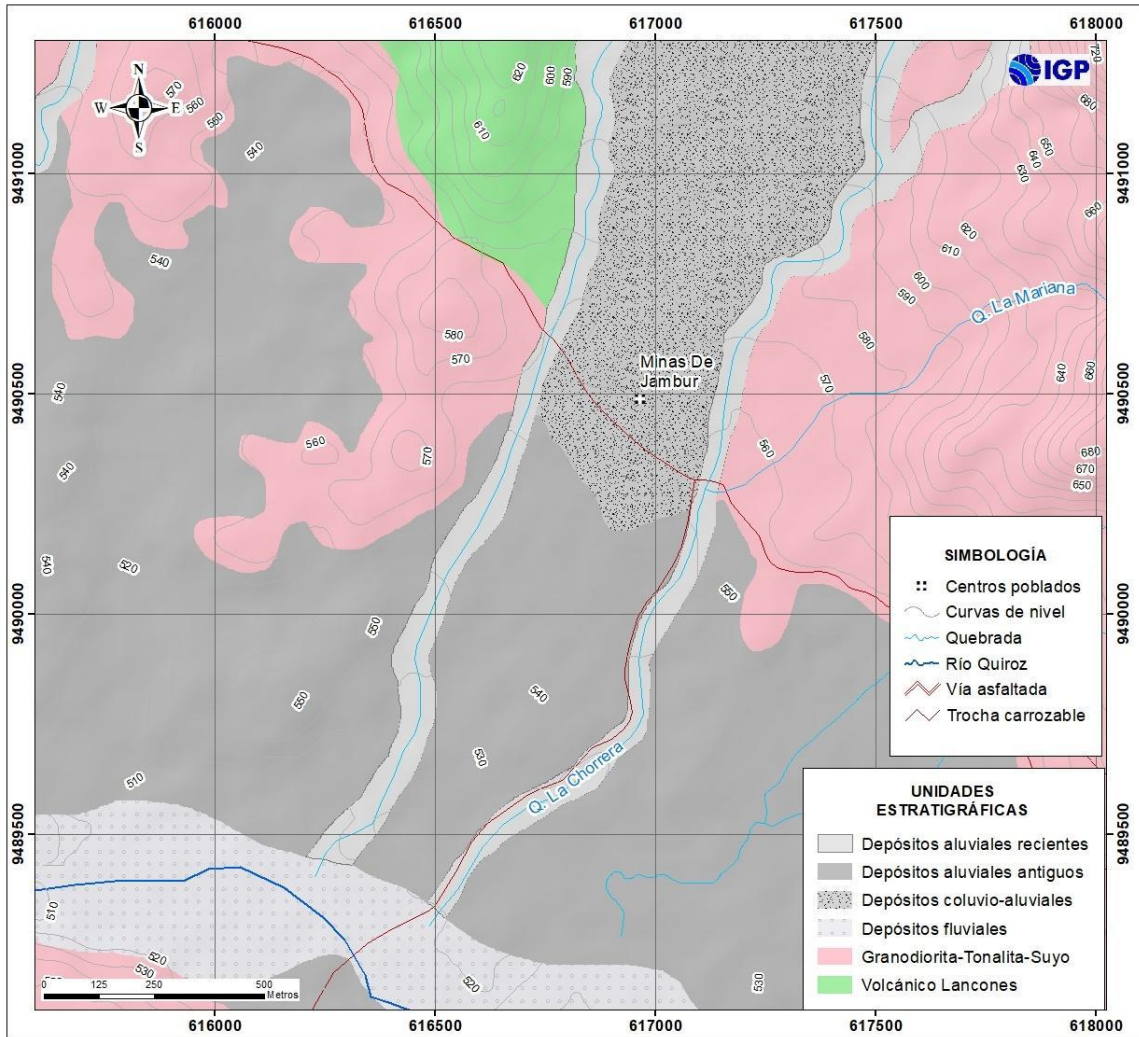 616000 616500 617000 617500 618000
IGP
N
W E
S
570
560
560
540
620
600
590
610
720
680
650
640
630
660
620
610
600
590
580
570
560
9491000
9491000
Q. La Mariana
540
580
570
Minas De
Jambur
640
660
680
670
650
9490500
9490500
540
540
560
570
540
520
550
550
9490000
9490000
560
540
530
510
Q. La Chorrera
9489500
9489500
510
520
530
520
530
SIMBOLOGÍA
Centros poblados
Curvas de nivel
Quebrada
Río Quiroz
Vía asfaltada
Trocha carrozable
UNIDADES
ESTRATIGRÁFICAS
Depósitos aluviales recientes
Depósitos aluviales antiguos
Depósitos coluvio-aluviales
Depósitos fluviales
Granodiorita-Tonalita-Suyo
Volcánico Lancones
0 125 250 500
Metros
616000 616500 617000 617500 618000